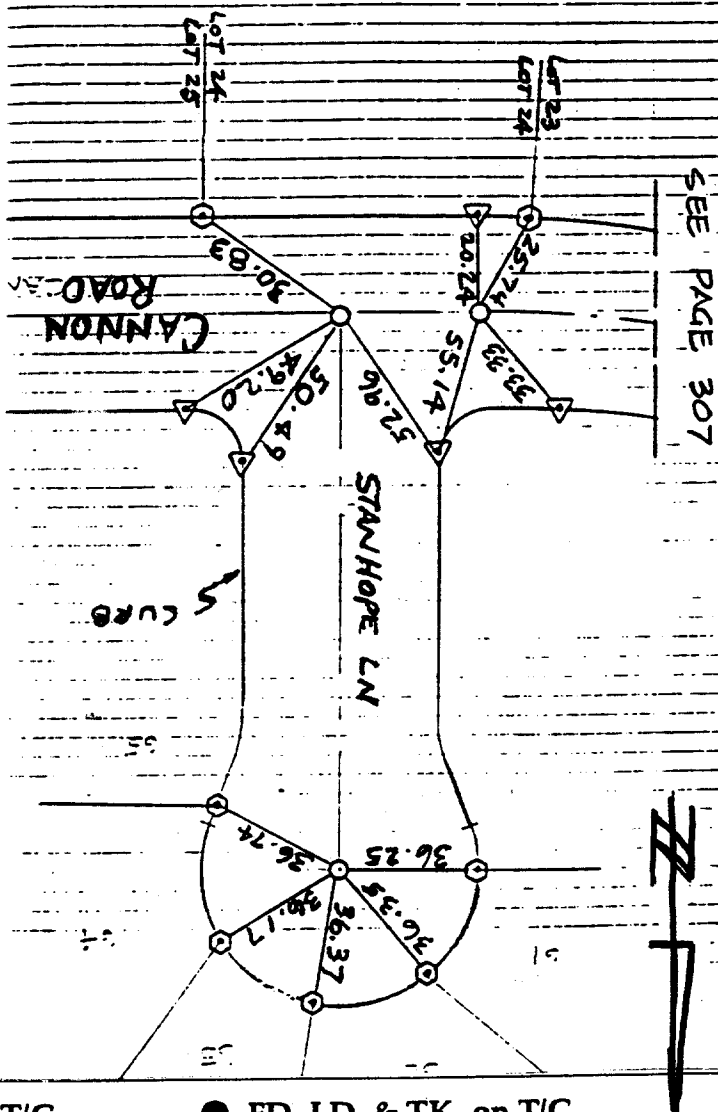 LOT 24
LOT 25
LOT 23
LOT 24
SEE PAGE 307
30.83
20.24
25.74
CANNON
ROAD
49.20
50.49
52.96
55.14
33.33
STANHOPE LN
CURB
36.74
36.25
36.17
36.37
36.35
T/C
FD. LD. & TK. on T/C